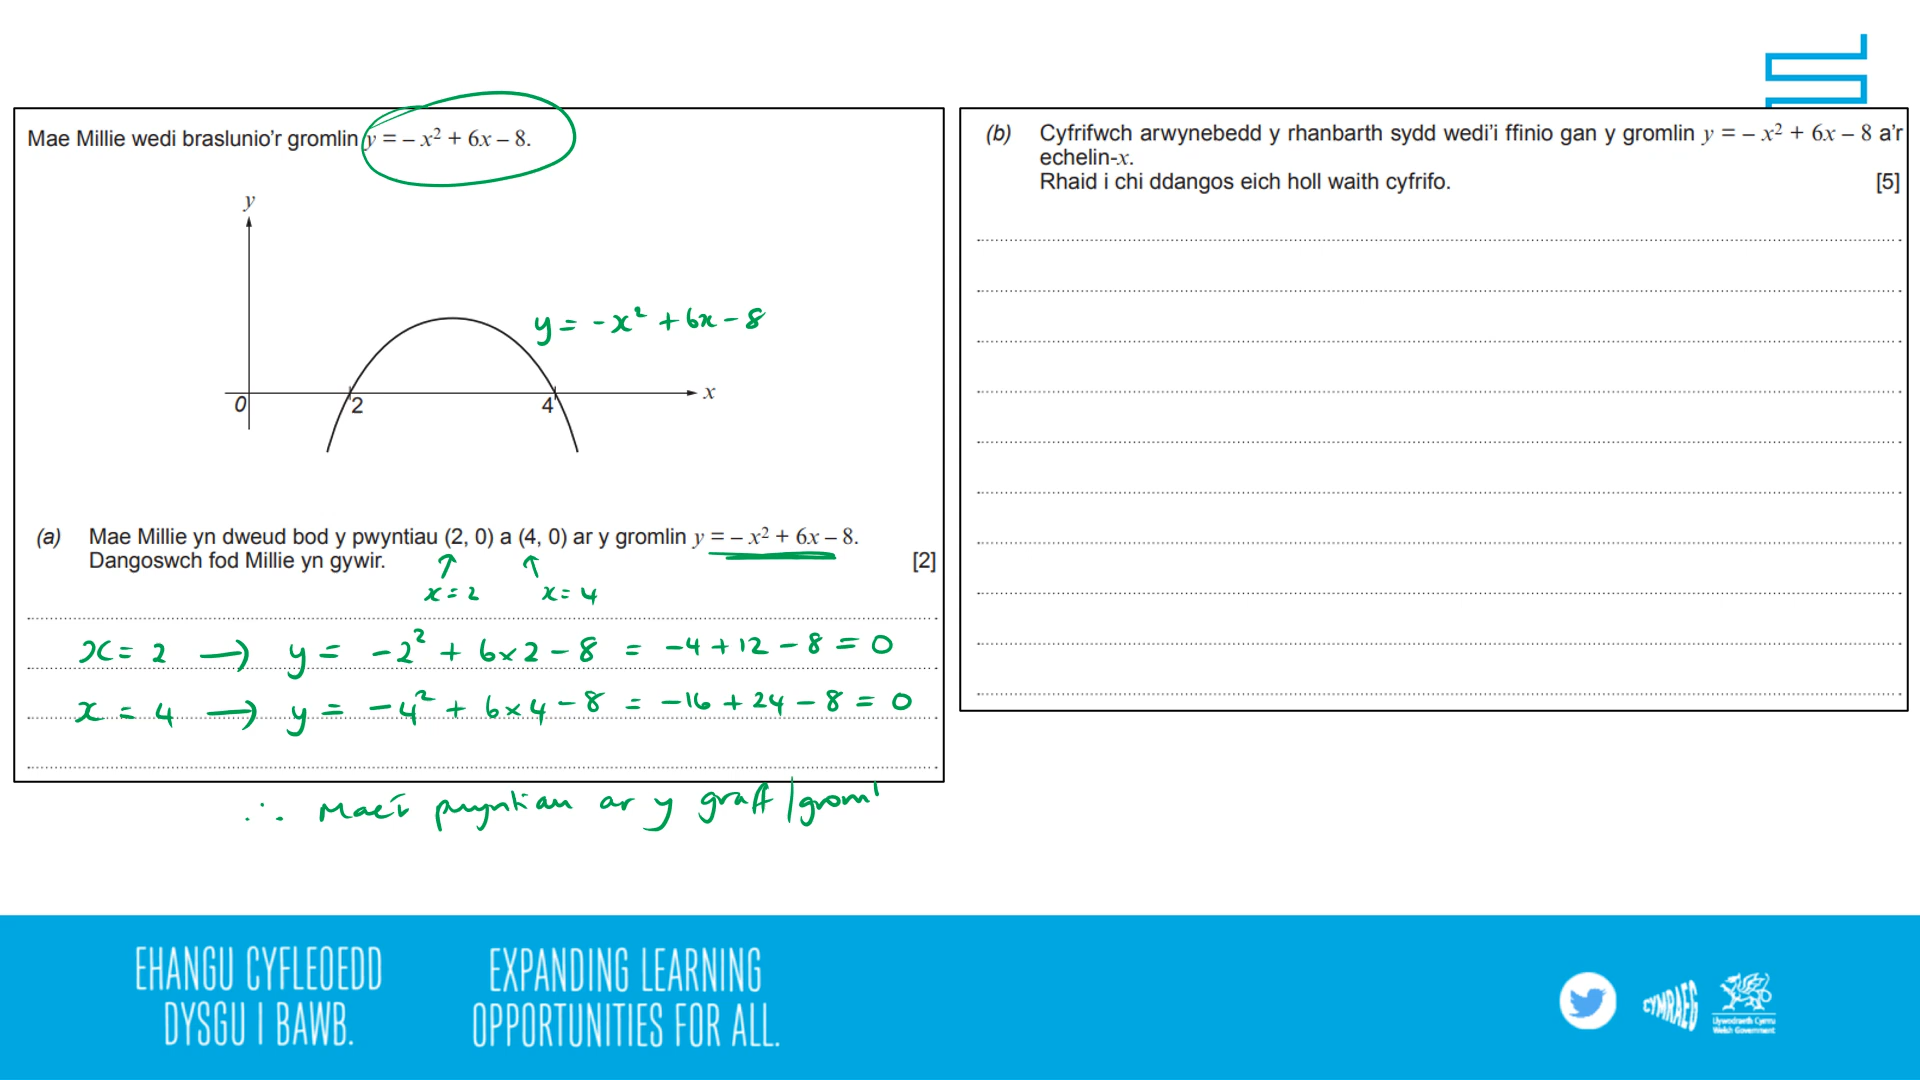 Mae Millie wedi braslunio'r gromlin y = – x² + 6x – 8.
y
y = -x² + 6x - 8
x
0
2
4
(a) Mae Millie yn dweud bod y pwyntiau (2, 0) a (4, 0) ar y gromlin y = – x² + 6x – 8.
Dangoswch fod Millie yn gywir. [2]
x = 2 x = 4
x = 2 → y = -2² + 6 x 2 - 8 = -4 + 12 - 8 = 0
x = 4 → y = -4² + 6 x 4 - 8 = -16 + 24 - 8 = 0
∴ Mae'r pwyntiau ar y graff /
(b) Cyfrifwch arwynebedd y rhanbarth sydd wedi'i ffinio gan y gromlin y = – x² + 6x – 8 a'r
echelin-x.
Rhaid i chi ddangos eich holl waith cyfrifo. [5]
EHANGU CYFLEOEDD
DYSGU I BAWB.
EXPANDING LEARNING
OPPORTUNITIES FOR ALL.
CYMRAEG
Llywodraeth Cymru
Welsh Government